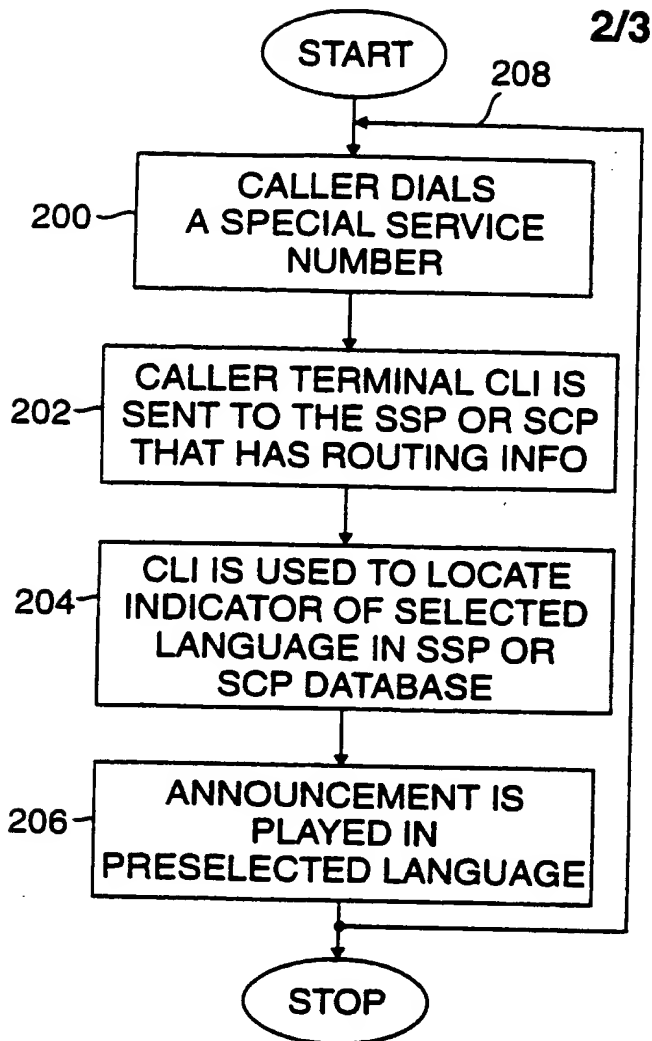 2/3
START
208
200
CALLER DIALS
A SPECIAL SERVICE
NUMBER
202
CALLER TERMINAL CLI IS
SENT TO THE SSP OR SCP
THAT HAS ROUTING INFO
204
CLI IS USED TO LOCATE
INDICATOR OF SELECTED
LANGUAGE IN SSP OR
SCP DATABASE
206
ANNOUNCEMENT IS
PLAYED IN
PRESELECTED LANGUAGE
STOP